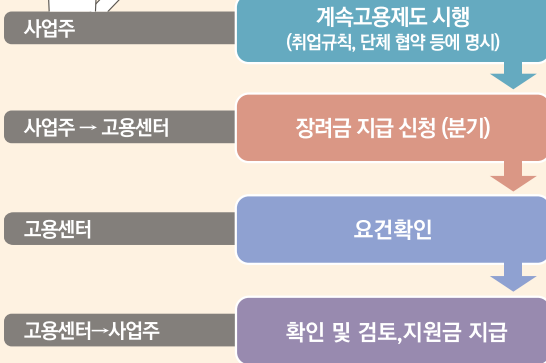 사업주
계속고용제도 시행
(취업규칙, 단체 협약 등에 명시)
사업주 → 고용센터
장려금 지급 신청 (분기)
고용센터
요건확인
고용센터→사업주
확인 및 검토,지원금 지급